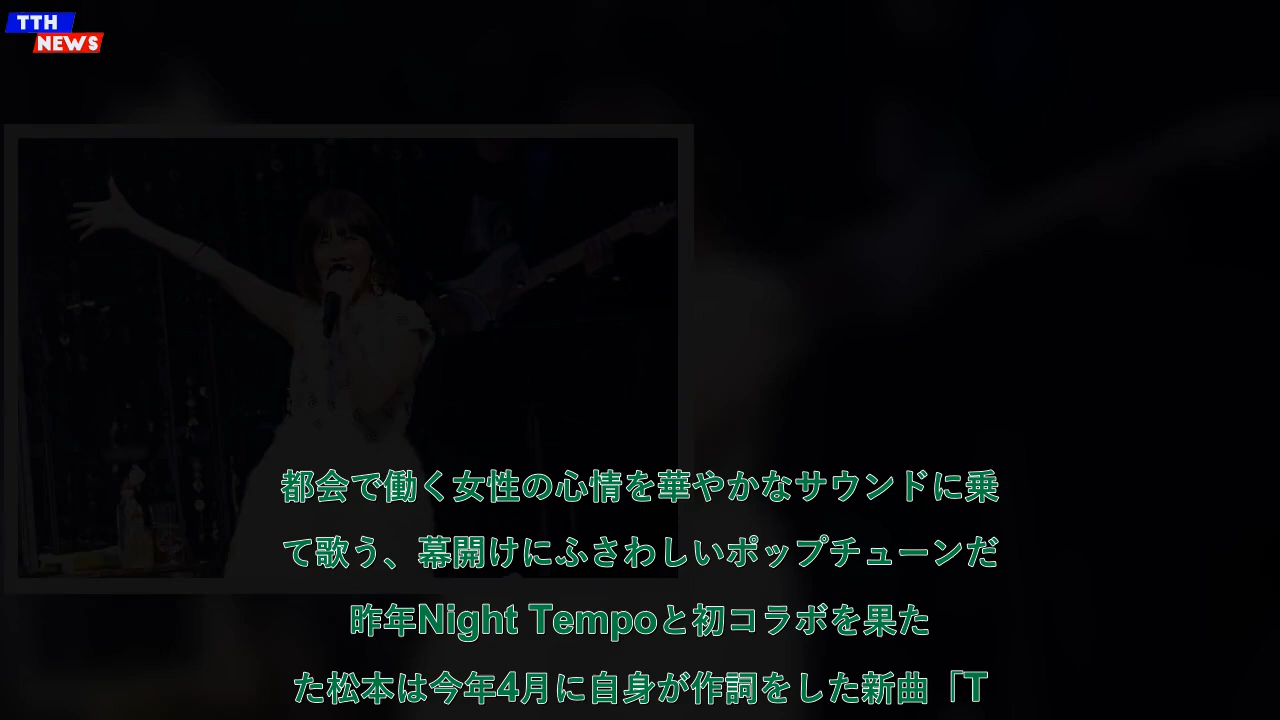 TTH
NEWS
都会で働く女性の心情を華やかなサウンドに乗
て歌う、幕開けにふさわしいポップチューンだ
昨年Night Tempoと初コラボを果た
た松本は今年4月に自身が作詞をした新曲「T